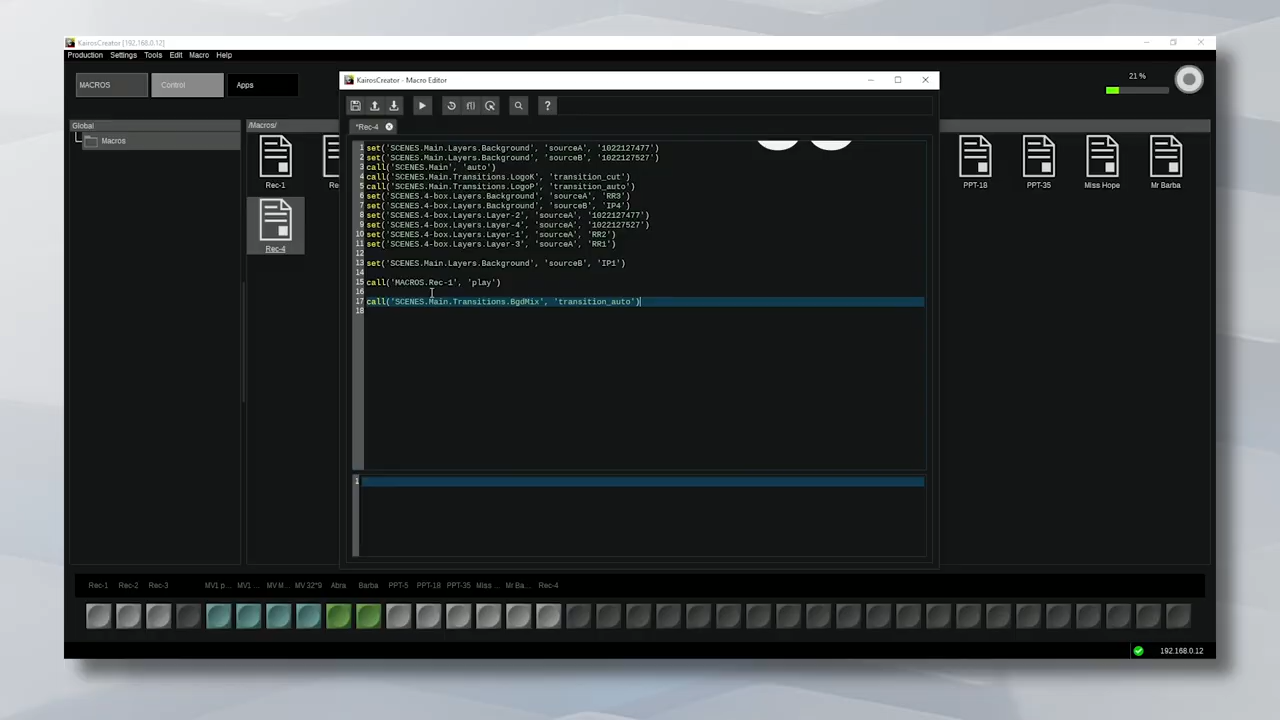 KairosCreator [192.168.0.12]
Production Settings Tools Edit Macro Help
MACROS Control Apps
21 %
KairosCreator - Macro Editor
*Rec-4
Global
Macros
/Macros/
Rec-1
Re
Rec-4
PPT-18
PPT-35
Miss Hope
Mr Barba
1 set('SCENES.Main.Layers.Background', 'sourceA', '1022127477')
2 set('SCENES.Main.Layers.Background', 'sourceB', '1022127527')
3 call('SCENES.Main', 'auto')
4 call('SCENES.Main.Transitions.LogoK', 'transition_cut')
5 call('SCENES.Main.Transitions.LogoP', 'transition_auto')
6 set('SCENES.4-box.Layers.Background', 'sourceA', 'RR3')
7 set('SCENES.4-box.Layers.Background', 'sourceB', 'IP4')
8 set('SCENES.4-box.Layers.Layer-2', 'sourceA', '1022127477')
9 set('SCENES.4-box.Layers.Layer-4', 'sourceA', '1022127527')
10 set('SCENES.4-box.Layers.Layer-1', 'sourceA', 'RR2')
11 set('SCENES.4-box.Layers.Layer-3', 'sourceA', 'RR1')
12
13 set('SCENES.Main.Layers.Background', 'sourceB', 'IP1')
14
15 call('MACROS.Rec-1', 'play')
16
17 call('SCENES.Main.Transitions.BgdMix', 'transition_auto')
18
1
Rec-1 Rec-2 Rec-3 MV1 p... MV1 ... MV M... MV 32*9 Abra Barba PPT-5 PPT-18 PPT-35 Miss ... Mr Ba... Rec-4
192.168.0.12